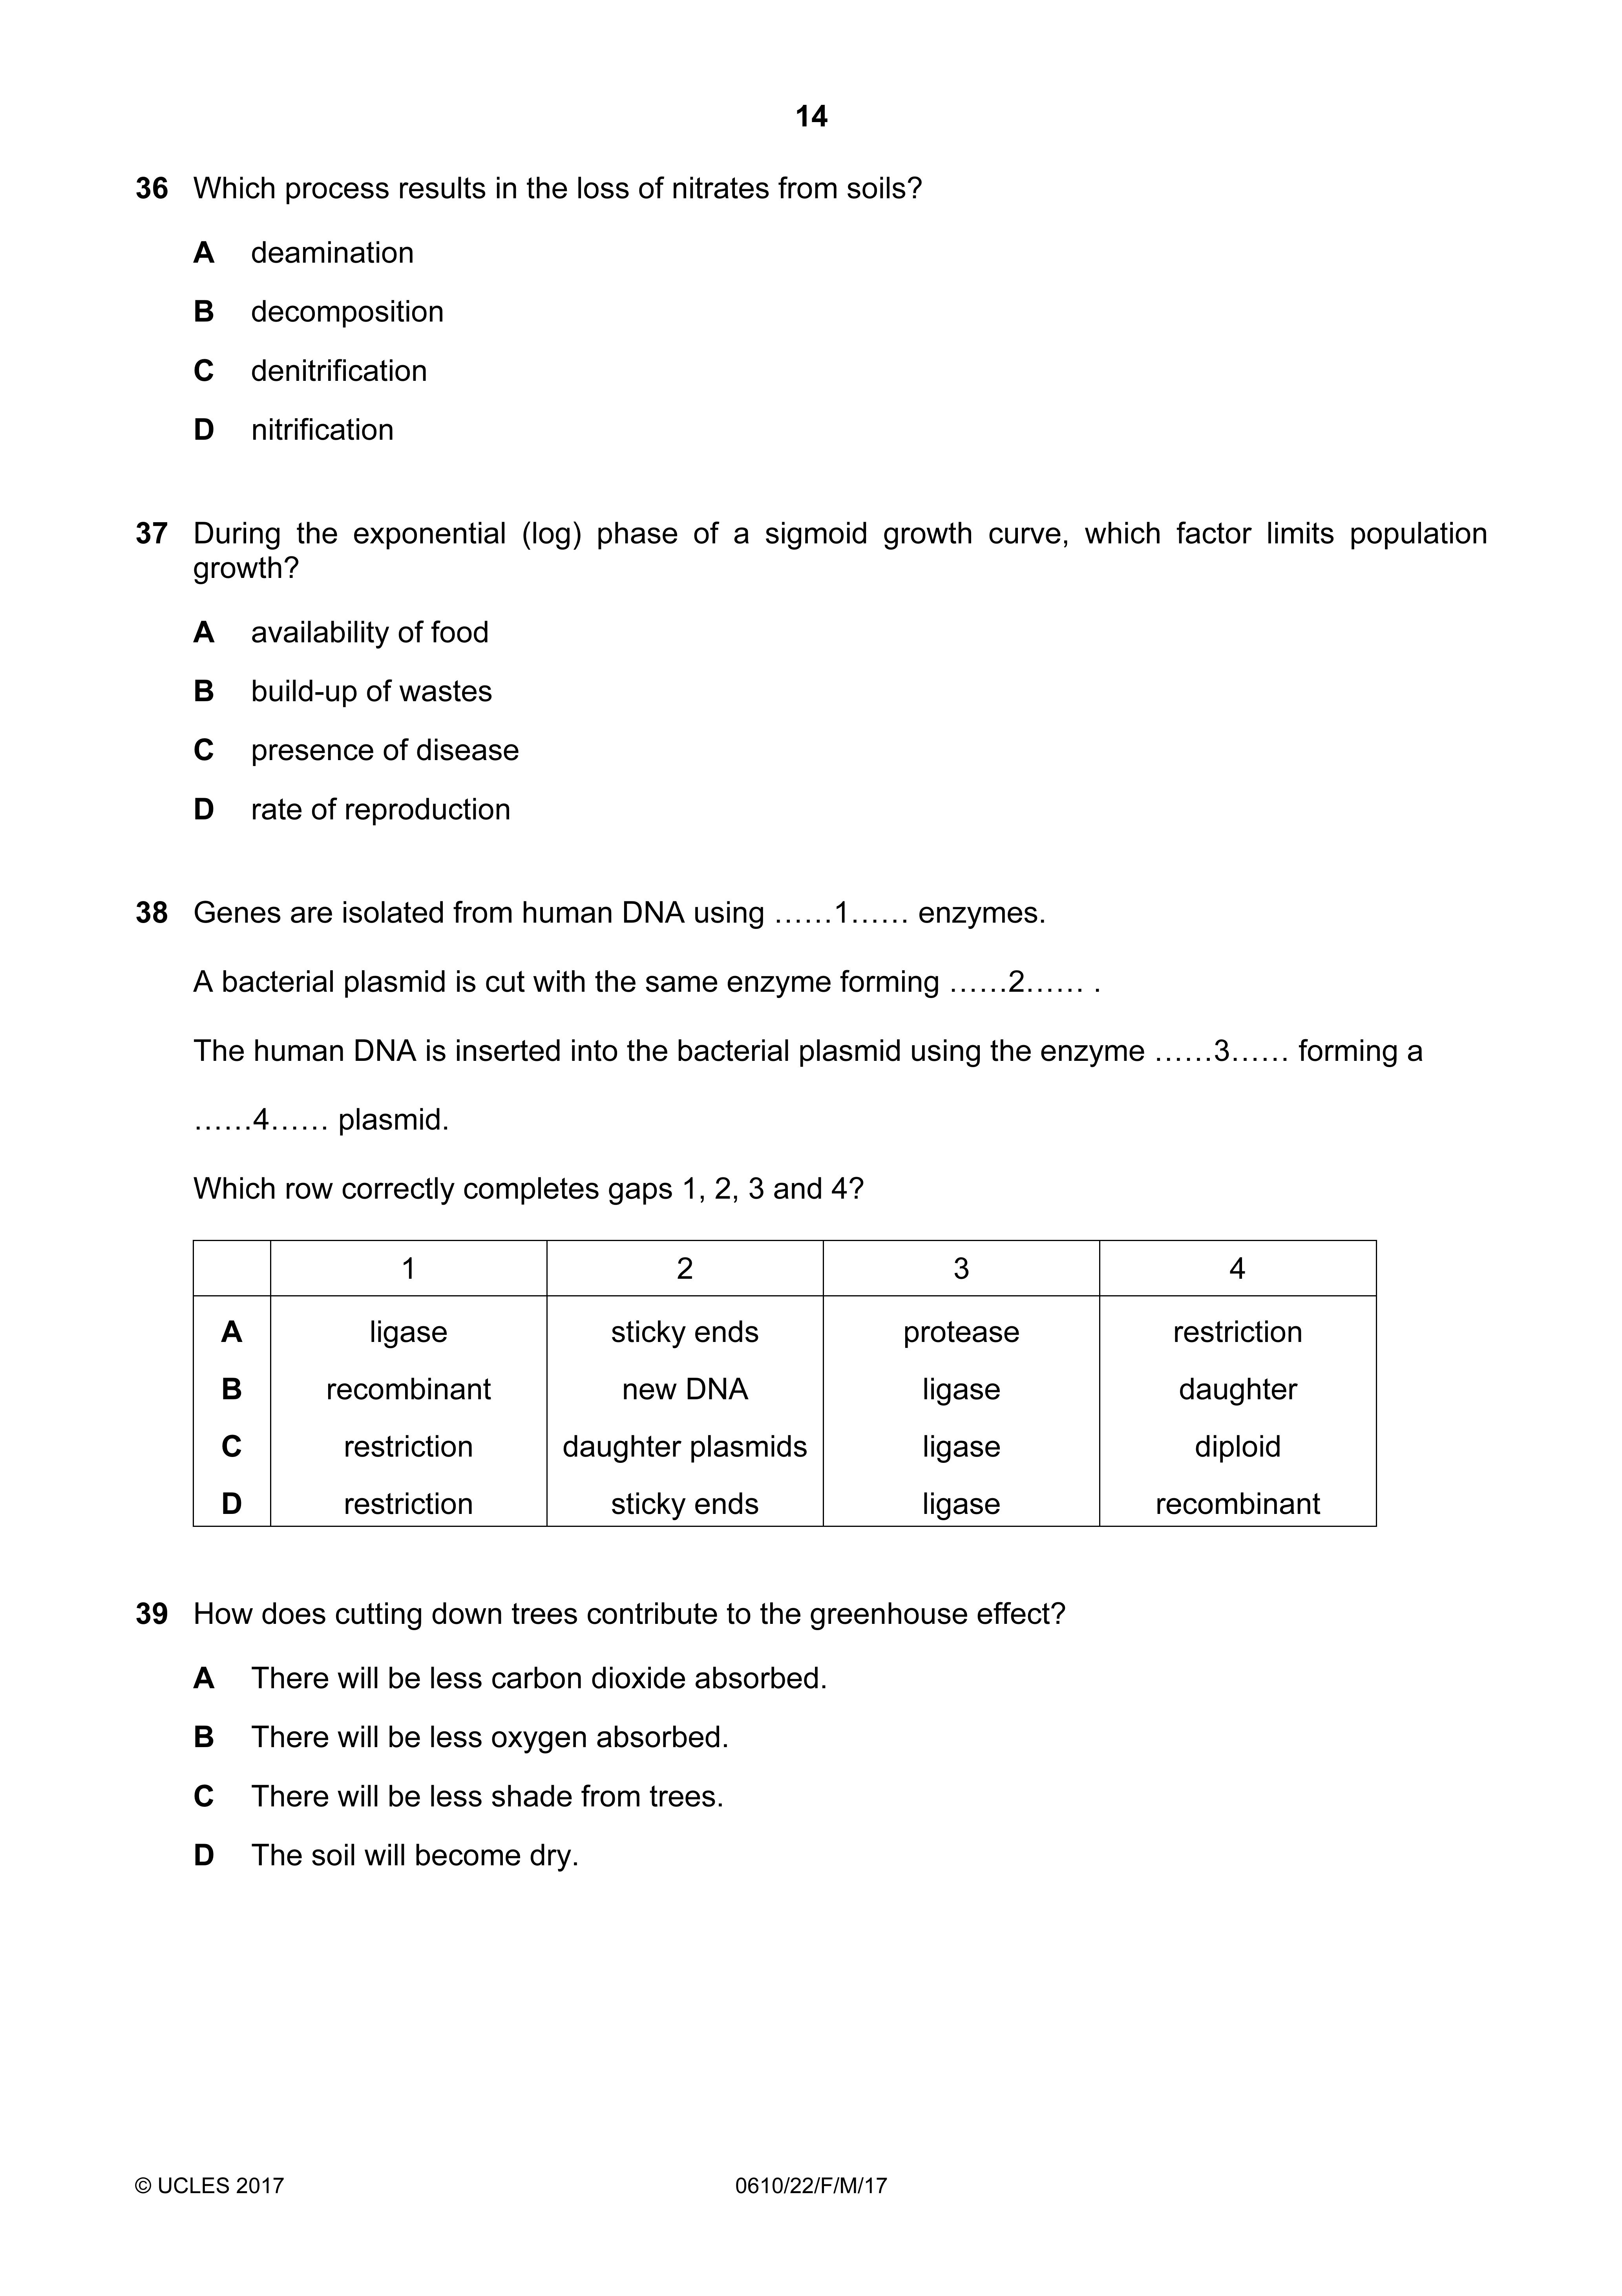 14
36 Which process results in the loss of nitrates from soils?
A deamination
B decomposition
C denitrification
D nitrification
37 During the exponential (log) phase of a sigmoid growth curve, which factor limits population
growth?
A availability of food
B build-up of wastes
C presence of disease
D rate of reproduction
38 Genes are isolated from human DNA using ……1…… enzymes.
A bacterial plasmid is cut with the same enzyme forming ……2…… .
The human DNA is inserted into the bacterial plasmid using the enzyme ……3…… forming a
……4…… plasmid.
Which row correctly completes gaps 1, 2, 3 and 4?
1 2 3 4
A ligase sticky ends protease restriction
B recombinant new DNA ligase daughter
C restriction daughter plasmids ligase diploid
D restriction sticky ends ligase recombinant
39 How does cutting down trees contribute to the greenhouse effect?
A There will be less carbon dioxide absorbed.
B There will be less oxygen absorbed.
C There will be less shade from trees.
D The soil will become dry.
© UCLES 2017 0610/22/F/M/17